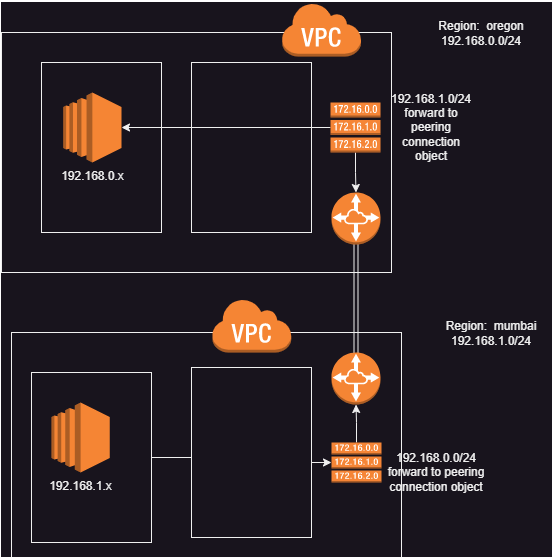 VPC
Region: oregon
192.168.0.0/24
192.168.1.0/24
forward to
peering
connection
object
172.16.0.0
172.16.1.0
172.16.2.0
192.168.0.x
VPC
Region: mumbai
192.168.1.0/24
172.16.0.0
172.16.1.0
172.16.2.0
192.168.0.0/24
forward to peering
connection object
192.168.1.x